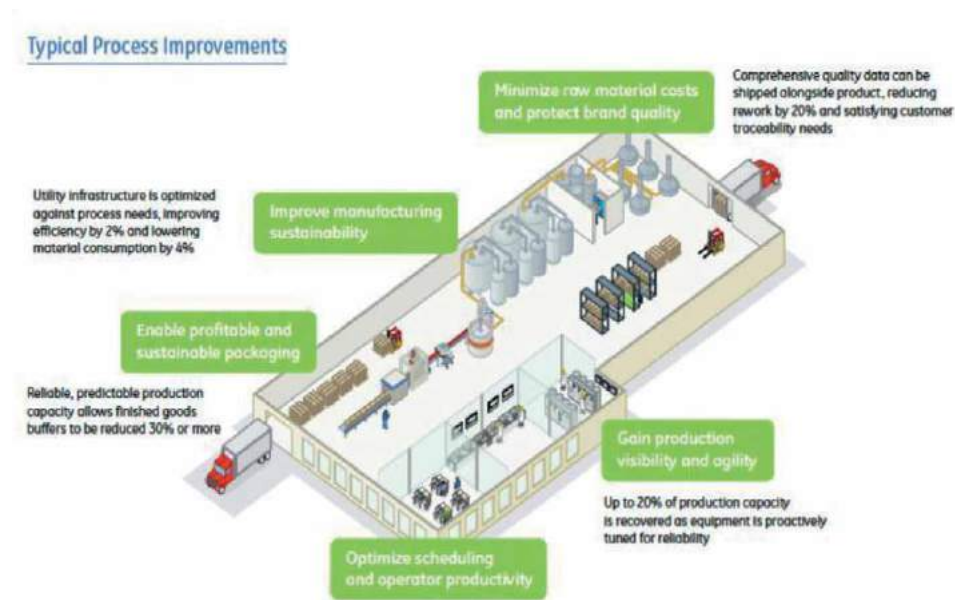 Typical Process Improvements
Minimize raw material costs
and protect brand quality
Comprehensive quality data can be
shipped alongside product, reducing
rework by 20% and satisfying customer
traceability needs
Utility infrastructure is optimized
against process needs, improving
efficiency by 2% and lowering
material consumption by 4%
Improve manufacturing
sustainability
Enable profitable and
sustainable packaging
Reliable, predictable production
capacity allows finished goods
buffers to be reduced 30% or more
Gain production
visibility and agility
Up to 20% of production capacity
is recovered as equipment is proactively
tuned for reliability
Optimize scheduling
and operator productivity